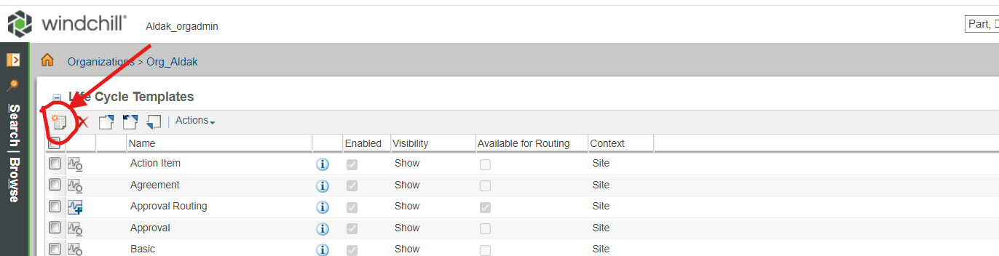 windchill® Aldak_orgadmin Part,
Organizations > Org_Aldak
Life Cycle Templates
Actions
Search | Browse
Name Enabled Visibility Available for Routing Context
Action Item Show Site
Agreement Show Site
Approval Routing Show Site
Approval Show Site
Basic Show Site